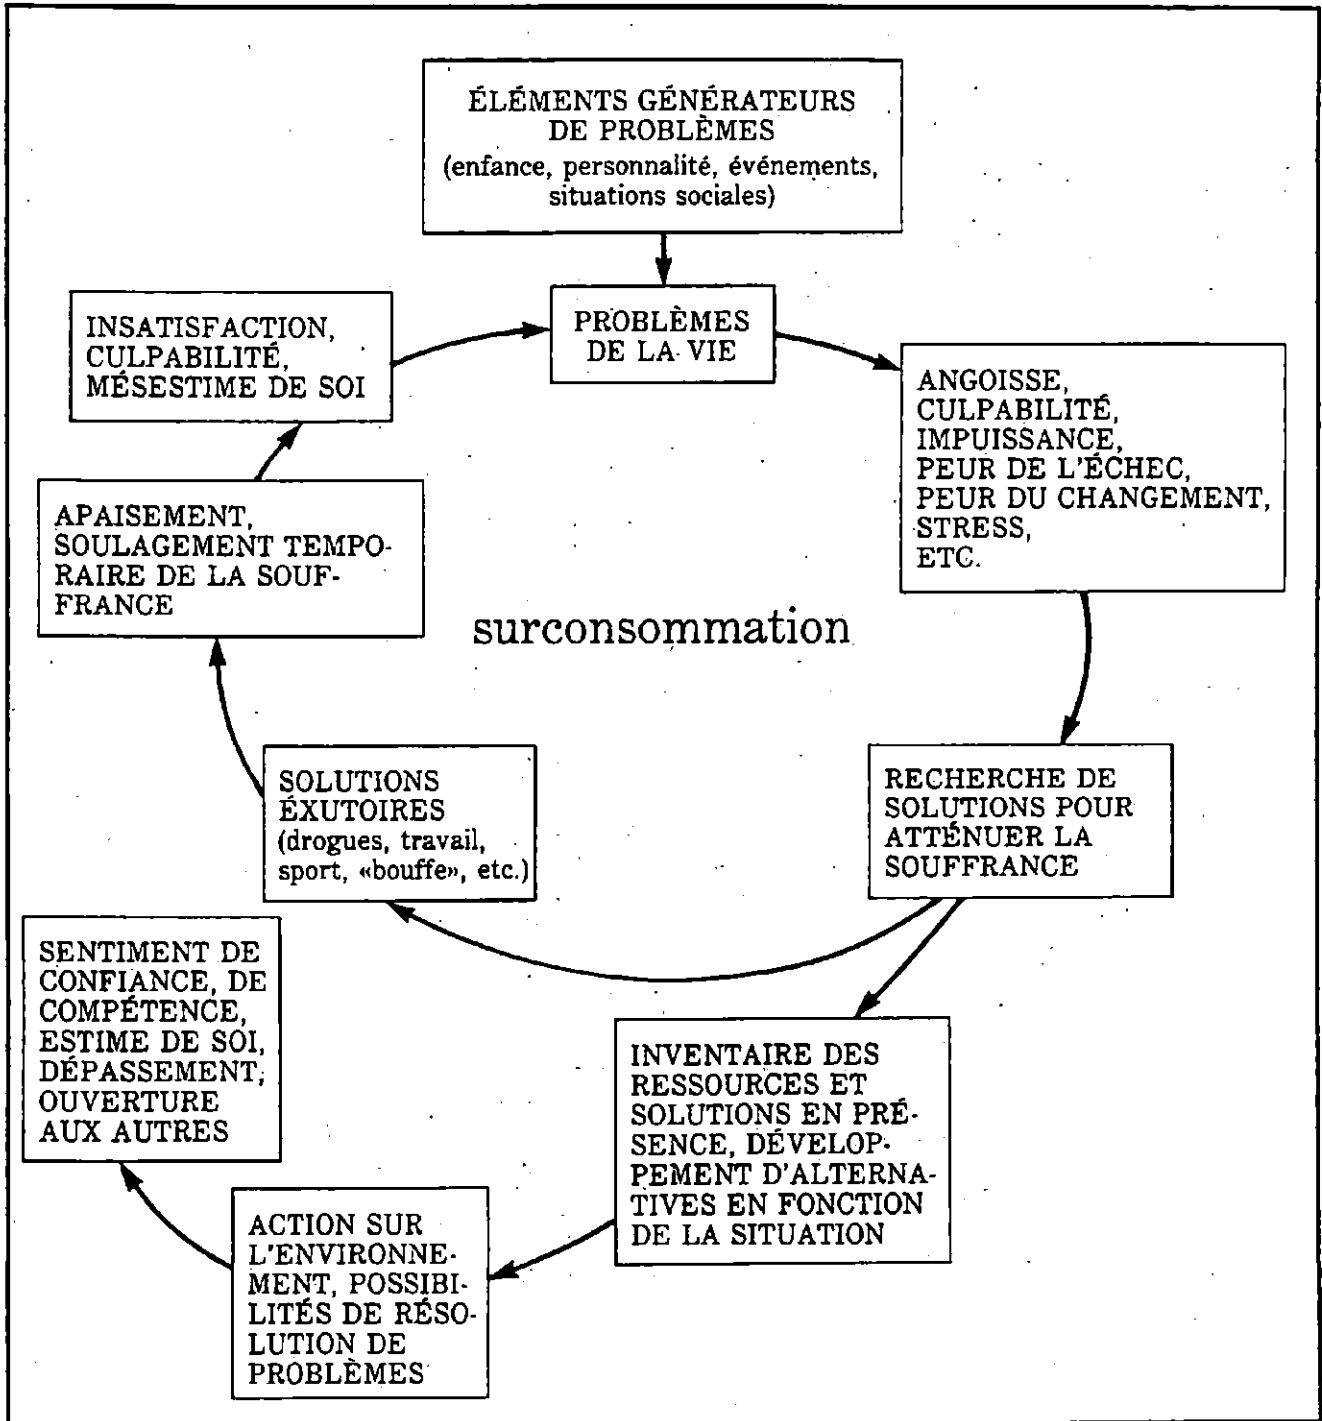 ÉLÉMENTS GÉNÉRATEURS
DE PROBLÈMES
(enfance, personnalité, événements,
situations sociales)
PROBLÈMES
DE LA VIE
INSATISFACTION,
CULPABILITÉ,
MÉSESTIME DE SOI
ANGOISSE,
CULPABILITÉ,
IMPUISSANCE,
PEUR DE L'ÉCHEC,
PEUR DU CHANGEMENT,
STRESS,
ETC.
APAISEMENT,
SOULAGEMENT TEMPO-
RAIRE DE LA SOUF-
FRANCE
surconsommation
SOLUTIONS
ÉXUTOIRES
(drogues, travail,
sport, «bouffe», etc.)
RECHERCHE DE
SOLUTIONS POUR
ATTÉNUER LA
SOUFFRANCE
SENTIMENT DE
CONFIANCE, DE
COMPÉTENCE,
ESTIME DE SOI,
DÉPASSEMENT,
OUVERTURE
AUX AUTRES
INVENTAIRE DES
RESSOURCES ET
SOLUTIONS EN PRÉ-
SENCE, DÉVELOP-
PEMENT D'ALTERNA-
TIVES EN FONCTION
DE LA SITUATION
ACTION SUR
L'ENVIRONNE-
MENT, POSSIBI-
LITÉS DE RÉSO-
LUTION DE
PROBLÈMES